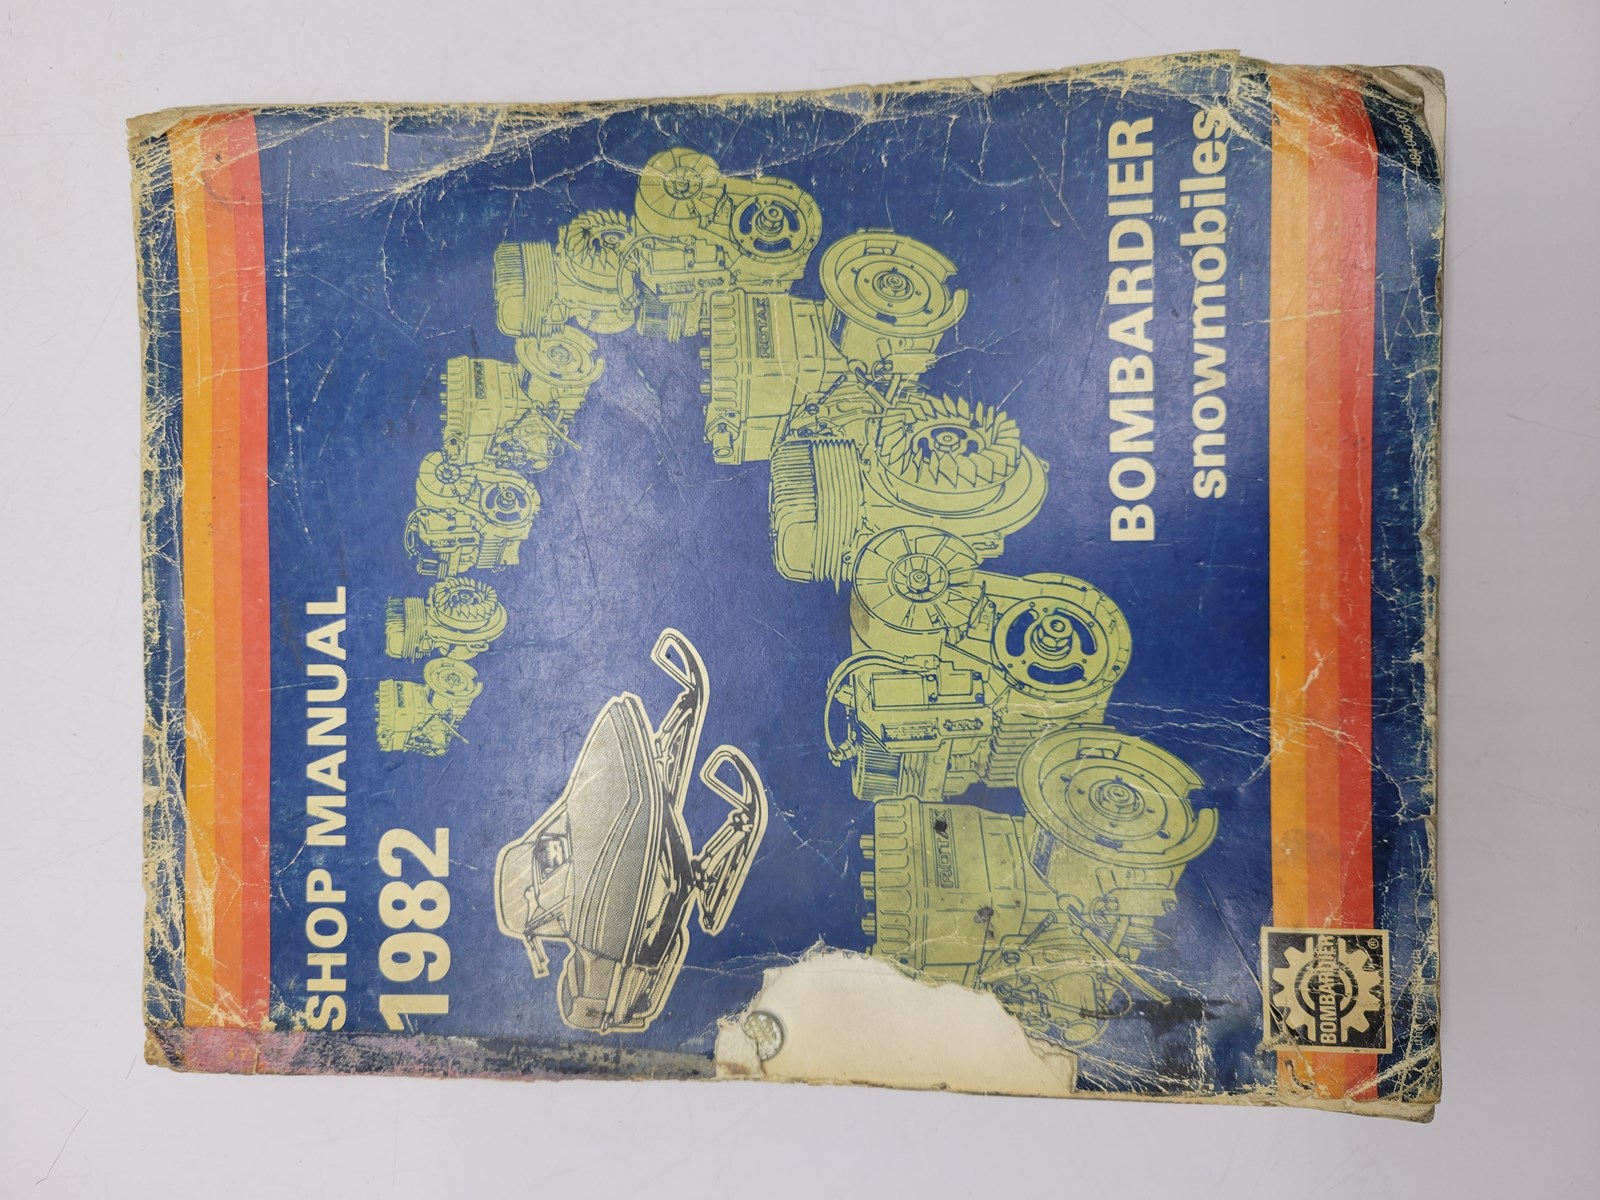 SHOP MANUAL
1982
ROTAX
ROTAX
BOMBARDIER
snowmobiles
BOMBARDIER
®